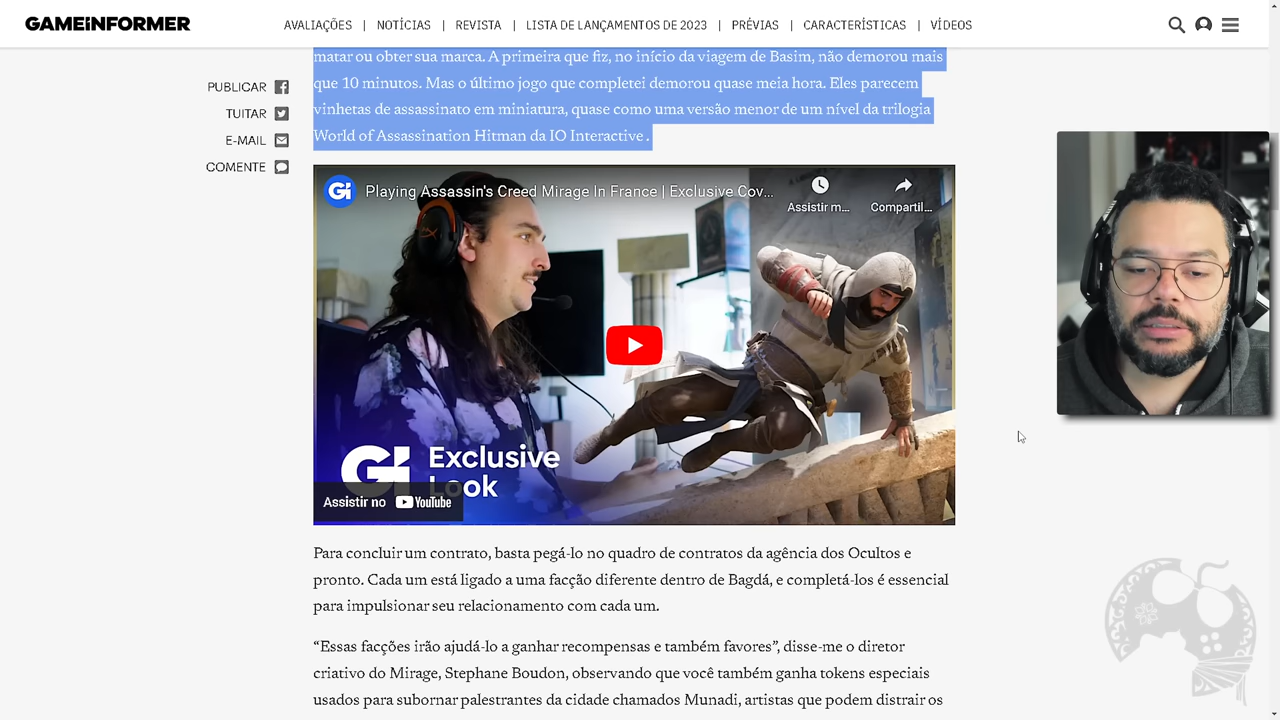 GAMEiNFORMER
AVALIAÇÕES | NOTÍCIAS | REVISTA | LISTA DE LANÇAMENTOS DE 2023 | PRÉVIAS | CARACTERÍSTICAS | VÍDEOS
PUBLICAR
TUITAR
E-MAIL
COMENTE
matar ou obter sua marca. A primeira que fiz, no início da viagem de Basim, não demorou mais
que 10 minutos. Mas o último jogo que completei demorou quase meia hora. Eles parecem
vinhetas de assassinato em miniatura, quase como uma versão menor de um nível da trilogia
World of Assassination Hitman da IO Interactive .
Gi
Playing Assassin's Creed Mirage In France | Exclusive Cov...
Assistir m...
Compartil...
Gi
Exclusive
Look
Assistir no YouTube
Para concluir um contrato, basta pegá-lo no quadro de contratos da agência dos Ocultos e
pronto. Cada um está ligado a uma facção diferente dentro de Bagdá, e completá-los é essencial
para impulsionar seu relacionamento com cada um.
“Essas facções irão ajudá-lo a ganhar recompensas e também favores”, disse-me o diretor
criativo do Mirage, Stephane Boudon, observando que você também ganha tokens especiais
usados para subornar palestrantes da cidade chamados Munadi, artistas que podem distrair os